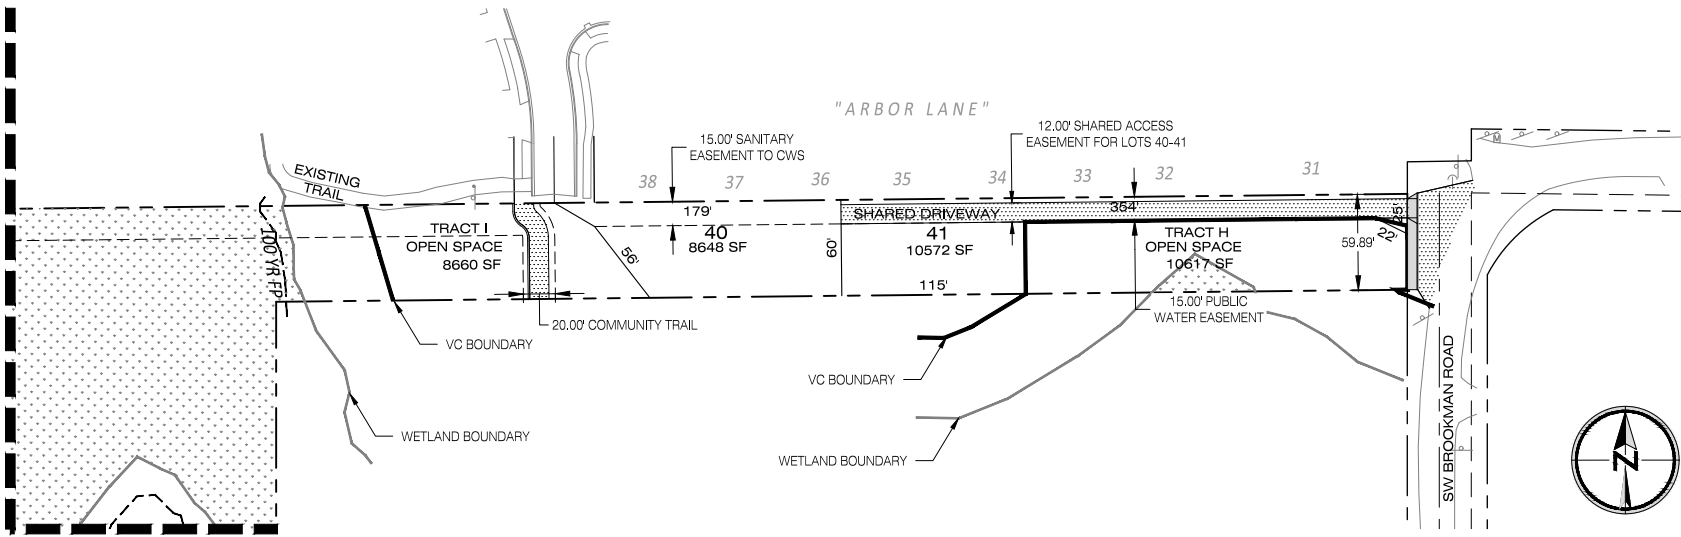 "ARBOR LANE"
15.00' SANITARY
EASEMENT TO CWS
12.00' SHARED ACCESS
EASEMENT FOR LOTS 40-41
M
EXISTING
TRAIL
38
37
36
35
34
33
32
31
100 YR FP
TRACT I
OPEN SPACE
8660 SF
179'
40
8648 SF
56'
60'
SHARED DRIVEWAY
41
10572 SF
115'
354'
TRACT H
OPEN SPACE
10617 SF
59.89'
25'
22'
15.00' PUBLIC
WATER EASEMENT
20.00' COMMUNITY TRAIL
VC BOUNDARY
VC BOUNDARY
WETLAND BOUNDARY
WETLAND BOUNDARY
SW BROOKMAN ROAD
N